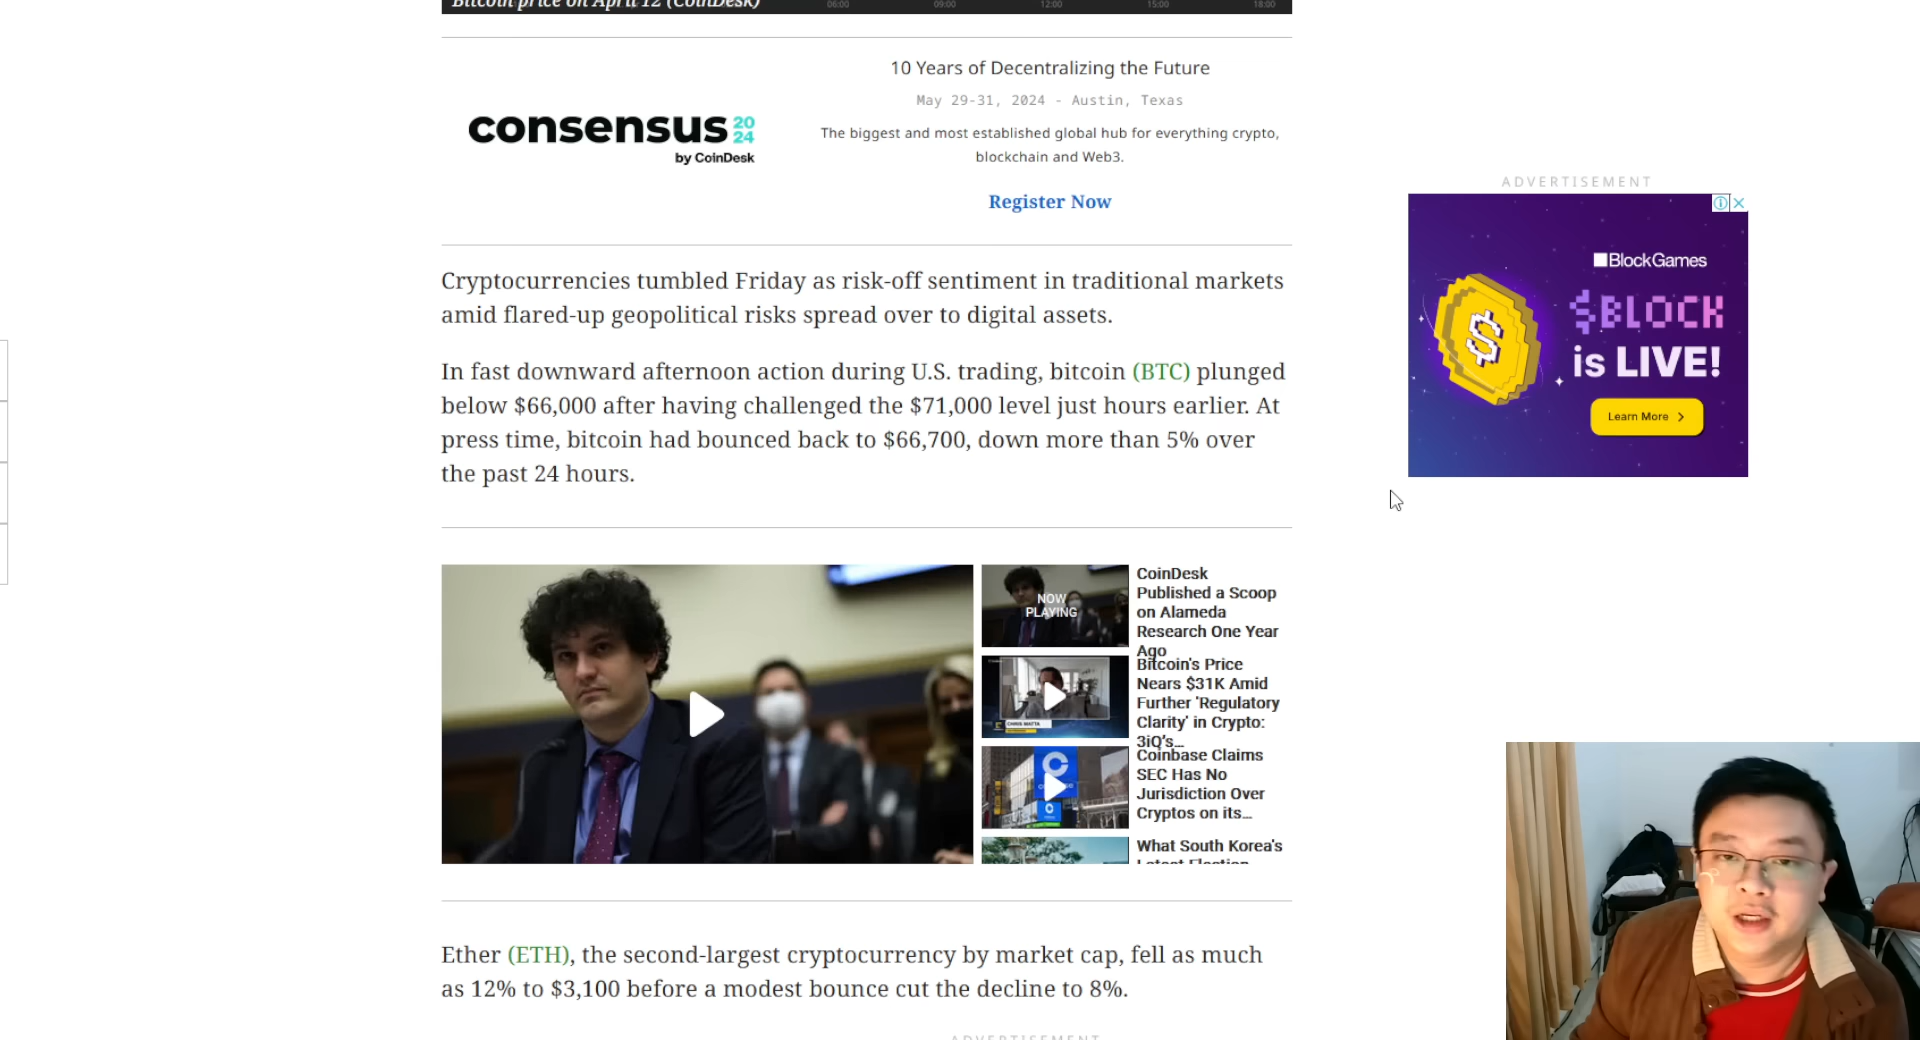 Bitcoin price on April 12 (CoinDesk)
06:00 09:00 12:00 15:00 18:00
consensus 20
24
by CoinDesk
10 Years of Decentralizing the Future
May 29-31, 2024 - Austin, Texas
The biggest and most established global hub for everything crypto,
blockchain and Web3.
Register Now
Cryptocurrencies tumbled Friday as risk-off sentiment in traditional markets
amid flared-up geopolitical risks spread over to digital assets.
In fast downward afternoon action during U.S. trading, bitcoin (BTC) plunged
below $66,000 after having challenged the $71,000 level just hours earlier. At
press time, bitcoin had bounced back to $66,700, down more than 5% over
the past 24 hours.
NOW
PLAYING
CoinDesk
Published a Scoop
on Alameda
Research One Year
Ago
CHRIS MATTA
Bitcoin's Price
Nears $31K Amid
Further 'Regulatory
Clarity' in Crypto:
3iQ's...
Coinbase Claims
SEC Has No
Jurisdiction Over
Cryptos on its...
What South Korea's
Latest Election
Ether (ETH), the second-largest cryptocurrency by market cap, fell as much
as 12% to $3,100 before a modest bounce cut the decline to 8%.
ADVERTISEMENT
ADVERTISEMENT
BlockGames
$BLOCK
is LIVE!
Learn More